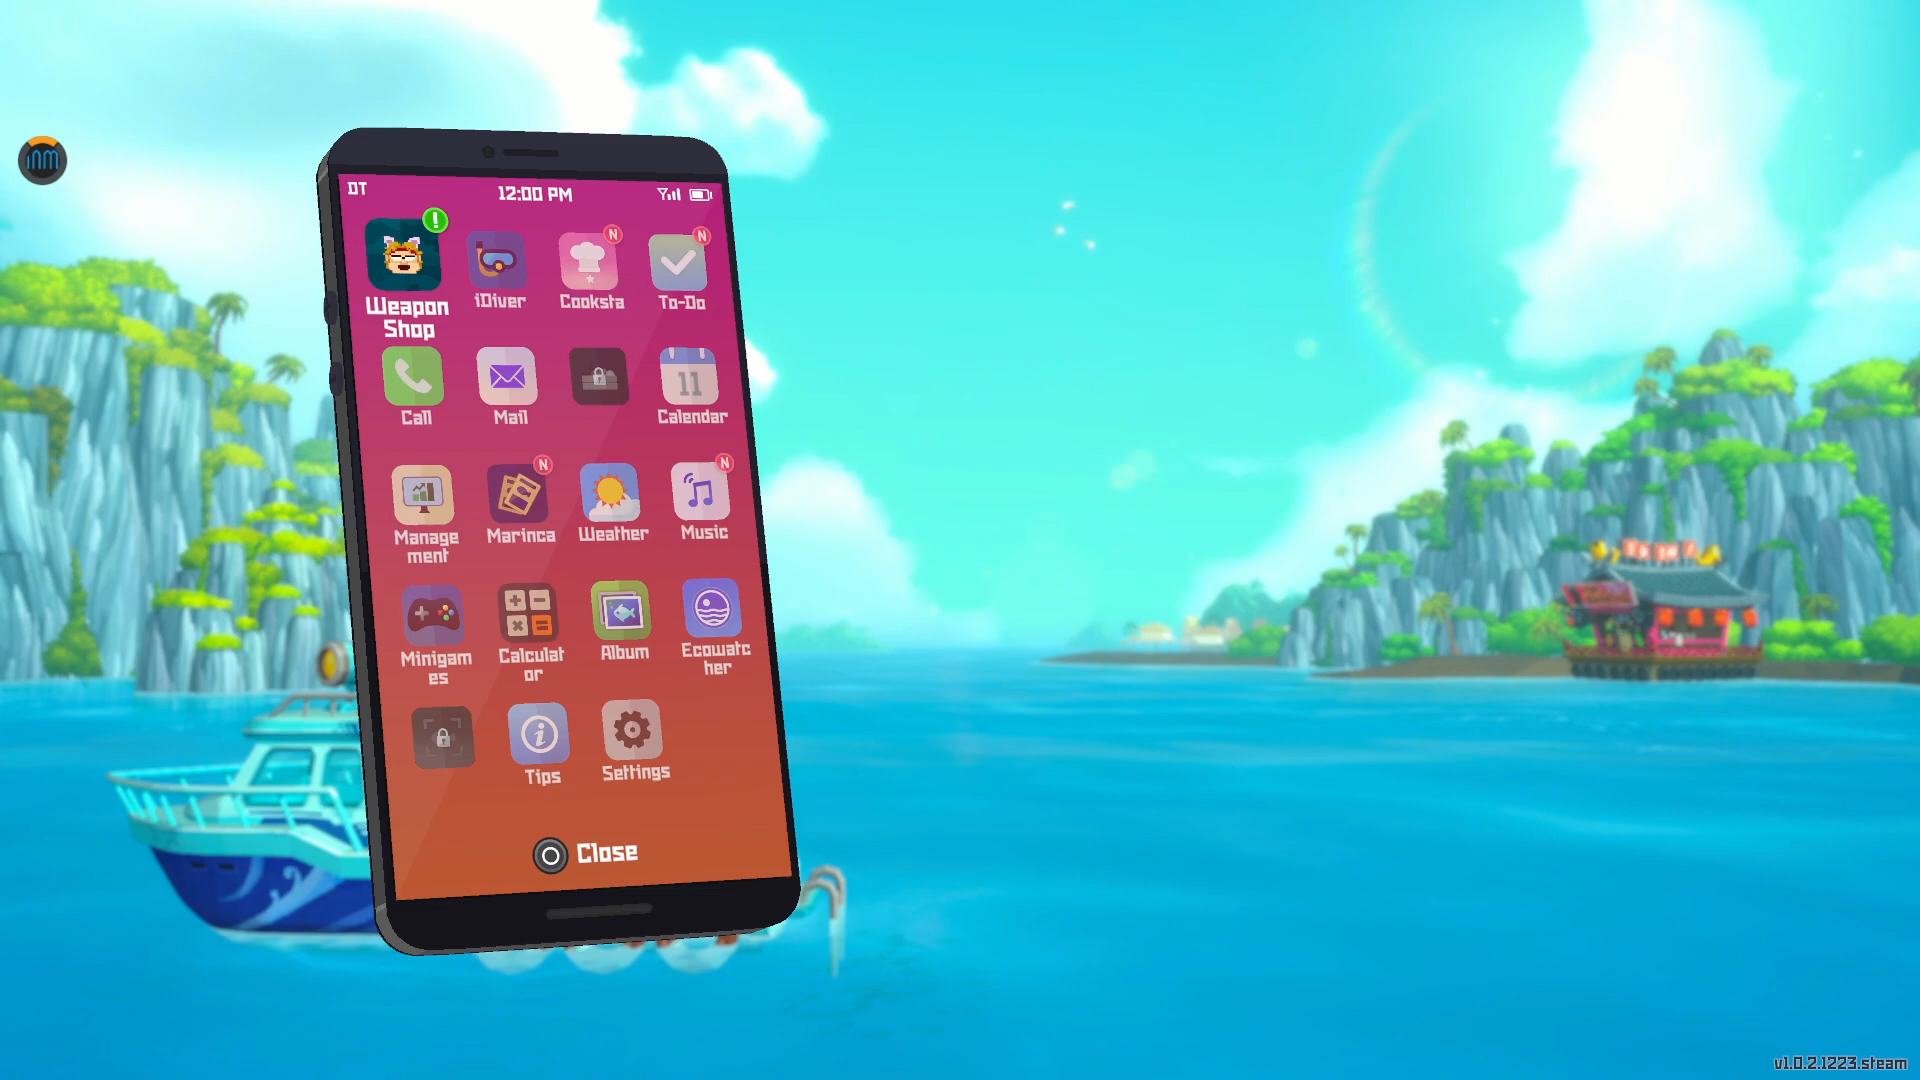 DT
12:00 PM
Weapon
Shop
iDiver
N
Cooksta
N
To-Do
Call
Mail
11
Calendar
Manage
ment
N
Marinca
Weather
N
Music
Minigam
es
Calculat
or
Album
Ecowatc
her
Tips
Settings
Close
v1.0.2.1223.steam